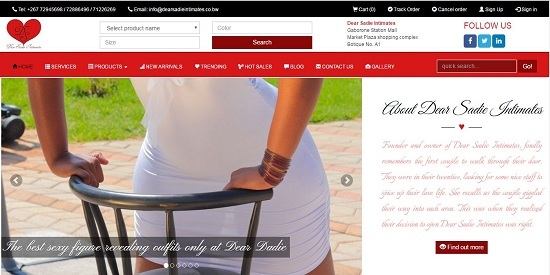 Tel: +267 72945698 / 72886496 / 71226269
Email: info@dearsadieintimates.co.bw
Cart (0)
Track Order
Cancel order
Sign Up
Sign in
Dear Sadie Intimates
Select product name
Color
Size
Search
Dear Sadie Intimates
Gaborone Station Mall
Market Plaza shopping complex
Botique No. A1
FOLLOW US
HOME
SERVICES
PRODUCTS
NEW ARRIVALS
TRENDING
HOT SALES
BLOG
CONTACT US
GALLERY
quick search...
Go!
The best sexy figure revealing outfits only at Dear Dadie
About Dear Sadie Intimates
Founder and owner of Dear Sadie Intimates, fondly
remembers the first couple to walk through their door.
They were in their twenties, looking for some nice stuff to
spice up their love life. She recalls as the couple giggled
their way into each area. This was when they realized
their decision to open Dear Sadie Intimates was right.
Find out more